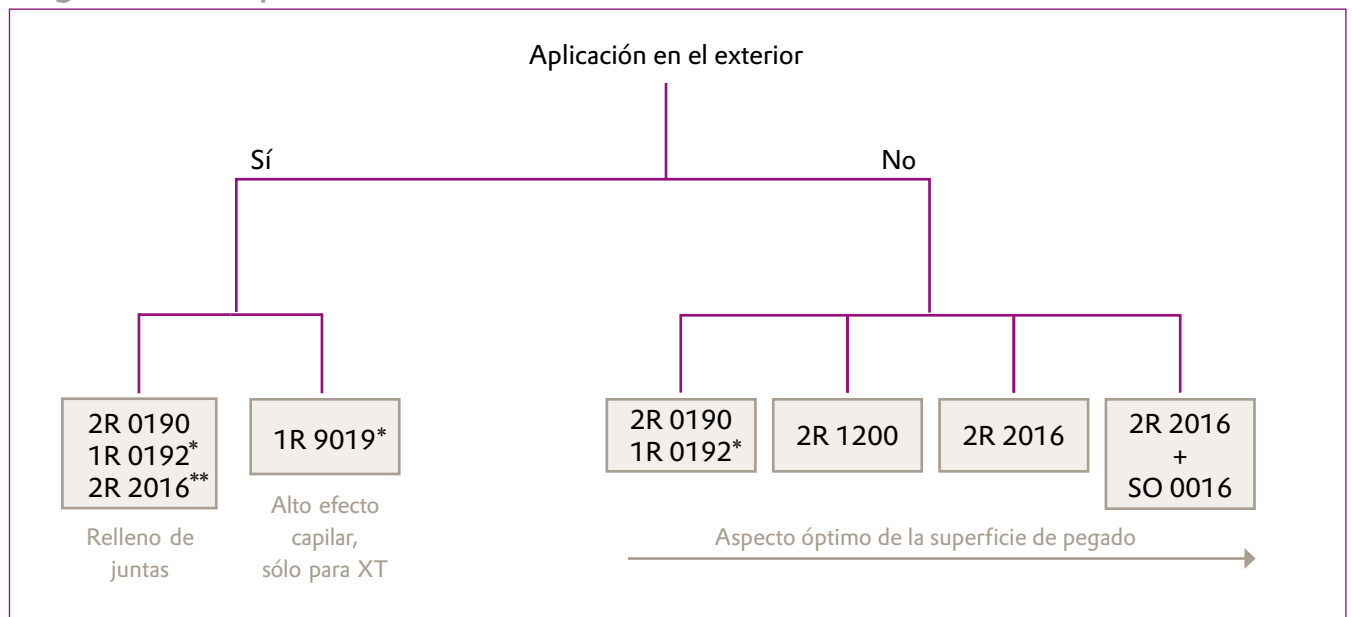 Aplicación en el exterior
Sí
No
2R 0190
1R 0192*
2R 2016**
Relleno de
juntas
1R 9019*
Alto efecto
capilar,
sólo para XT
2R 0190
1R 0192*
2R 1200
2R 2016
2R 2016
+
SO 0016
Aspecto óptimo de la superficie de pegado